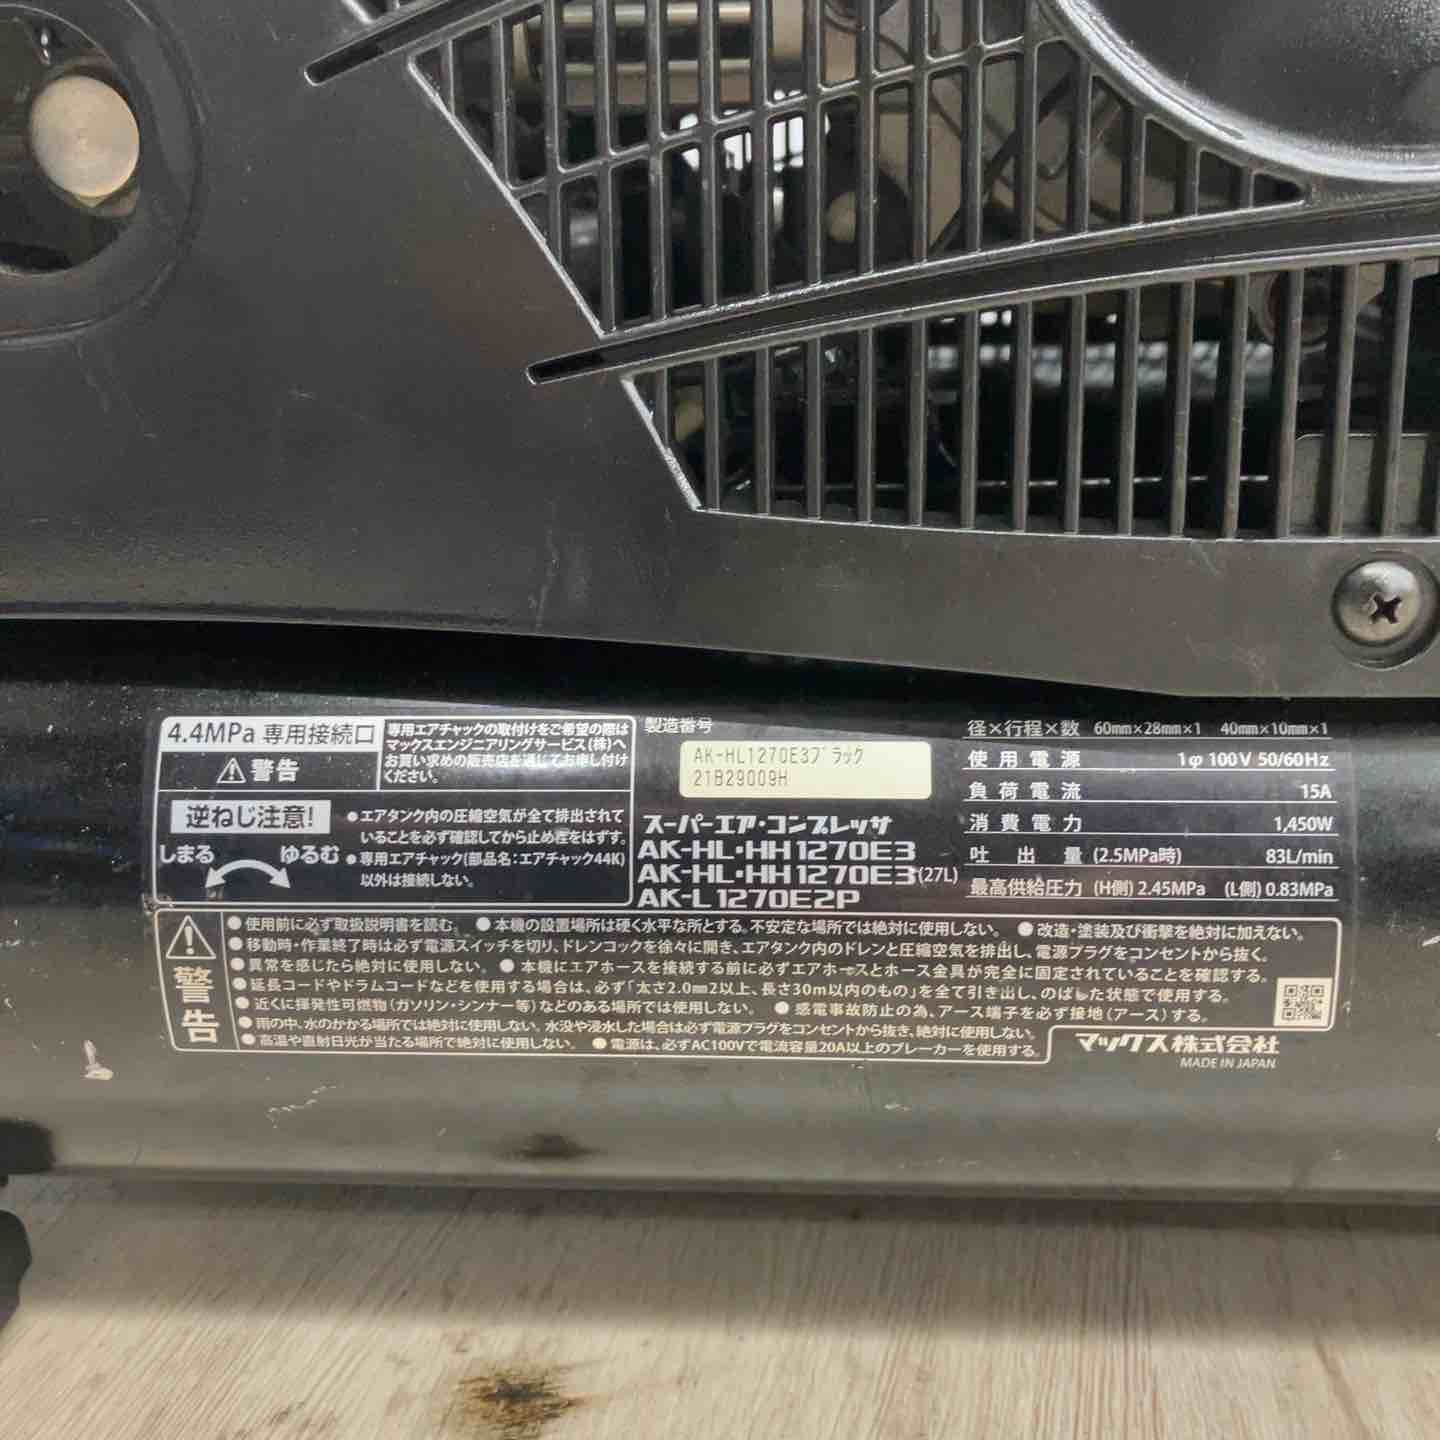 4.4MPa 専用接続口
警告
専用エアチャックの取付けをご希望の際は
マックスエンジニアリングサービス(株)へ
お買い求めの販売店を通じてお申し付け
ください。
逆ねじ注意!
しまる ゆるむ
●エアタンク内の圧縮空気が全て排出されて
いることを必ず確認してから止め栓をはずす。
●専用エアチャック(部品名:エアチャック44K)
以外は接続しない。
製造番号
AK-HL1270E3ブラック
21B29009H
スーパーエア・コンプレッサ
AK-HL・HH1270E3
AK-HL・HH1270E3(27L)
AK-L1270E2P
径×行程×数 60mm×28mm×1 40mm×10mm×1
使用電源 1φ 100V 50/60Hz
負荷電流 15A
消費電力 1,450W
吐出量 (2.5MPa時) 83L/min
最高供給圧力 (H側) 2.45MPa (L側) 0.83MPa
警告
●使用前に必ず取扱説明書を読む。 ●本機の設置場所は硬く水平な所とする。不安定な場所では絶対に使用しない。 ●改造・塗装及び衝撃を絶対に加えない。
●移動時・作業終了時は必ず電源スイッチを切り、ドレンコックを徐々に開き、エアタンク内のドレンと圧縮空気を排出し、電源プラグをコンセントから抜く。
●異常を感じたら絶対に使用しない。 ●本機にエアホースを接続する前に必ずエアホースとホース金具が完全に固定されていることを確認する。
●延長コードやドラムコードなどを使用する場合は、必ず「太さ2.0mm2以上、長さ30m以内のもの」を全て引き出し、のばした状態で使用する。
●近くに揮発性可燃物(ガソリン・シンナー等)などのある場所では使用しない。 ●感電事故防止の為、アース端子を必ず接地(アース)する。
●雨の中、水のかかる場所では絶対に使用しない。水没や浸水した場合は必ず電源プラグをコンセントから抜き、絶対に使用しない。
●高温や直射日光が当たる場所で絶対に使用しない。 ●電源は、必ずAC100Vで電流容量20A以上のブレーカーを使用する。
マックス株式会社
MADE IN JAPAN